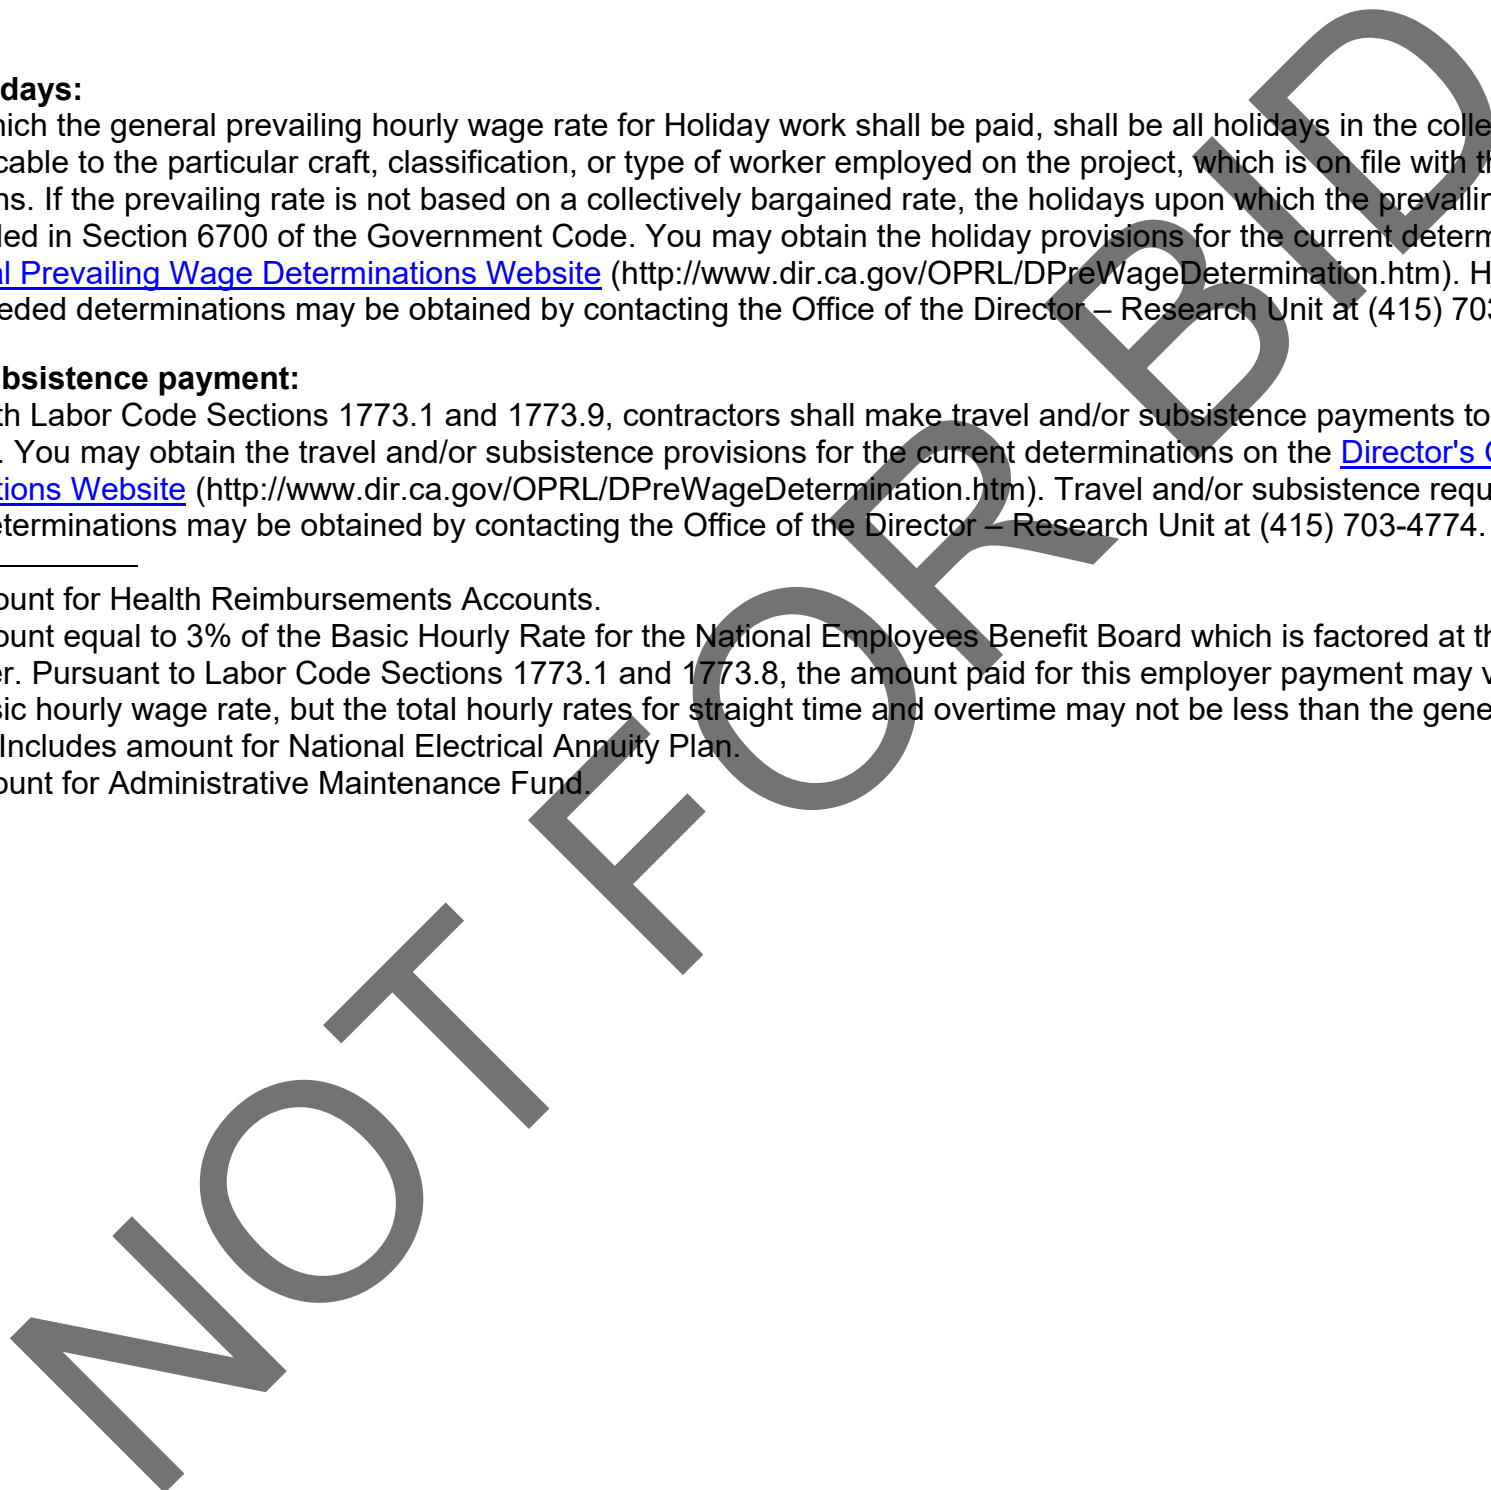 days:
ich the general prevailing hourly wage rate for Holiday work shall be paid, shall be all holidays in the colle
cable to the particular craft, classification, or type of worker employed on the project, which is on file with th
ns. If the prevailing rate is not based on a collectively bargained rate, the holidays upon which the prevailin
led in Section 6700 of the Government Code. You may obtain the holiday provisions for the current determ
al Prevailing Wage Determinations Website (http://www.dir.ca.gov/OPRL/DPreWageDetermination.htm). H
eded determinations may be obtained by contacting the Office of the Director – Research Unit at (415) 703
bsistence payment:
th Labor Code Sections 1773.1 and 1773.9, contractors shall make travel and/or subsistence payments to
. You may obtain the travel and/or subsistence provisions for the current determinations on the Director's G
tions Website (http://www.dir.ca.gov/OPRL/DPreWageDetermination.htm). Travel and/or subsistence requ
eterminations may be obtained by contacting the Office of the Director – Research Unit at (415) 703-4774.
ount for Health Reimbursements Accounts.
ount equal to 3% of the Basic Hourly Rate for the National Employees Benefit Board which is factored at th
er. Pursuant to Labor Code Sections 1773.1 and 1773.8, the amount paid for this employer payment may v
sic hourly wage rate, but the total hourly rates for straight time and overtime may not be less than the gene
Includes amount for National Electrical Annuity Plan.
ount for Administrative Maintenance Fund.
NOT FOR BID